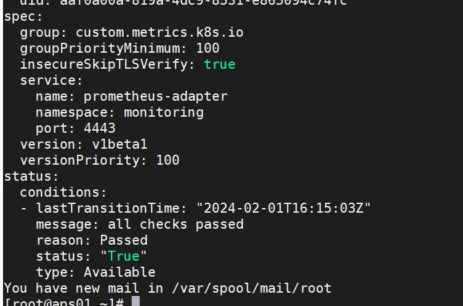 spec:
  group: custom.metrics.k8s.io
  groupPriorityMinimum: 100
  insecureSkipTLSVerify: true
  service:
    name: prometheus-adapter
    namespace: monitoring
    port: 4443
  version: v1beta1
  versionPriority: 100
status:
  conditions:
  - lastTransitionTime: "2024-02-01T16:15:03Z"
    message: all checks passed
    reason: Passed
    status: "True"
    type: Available
You have new mail in /var/spool/mail/root
[root@aps01 ~]#